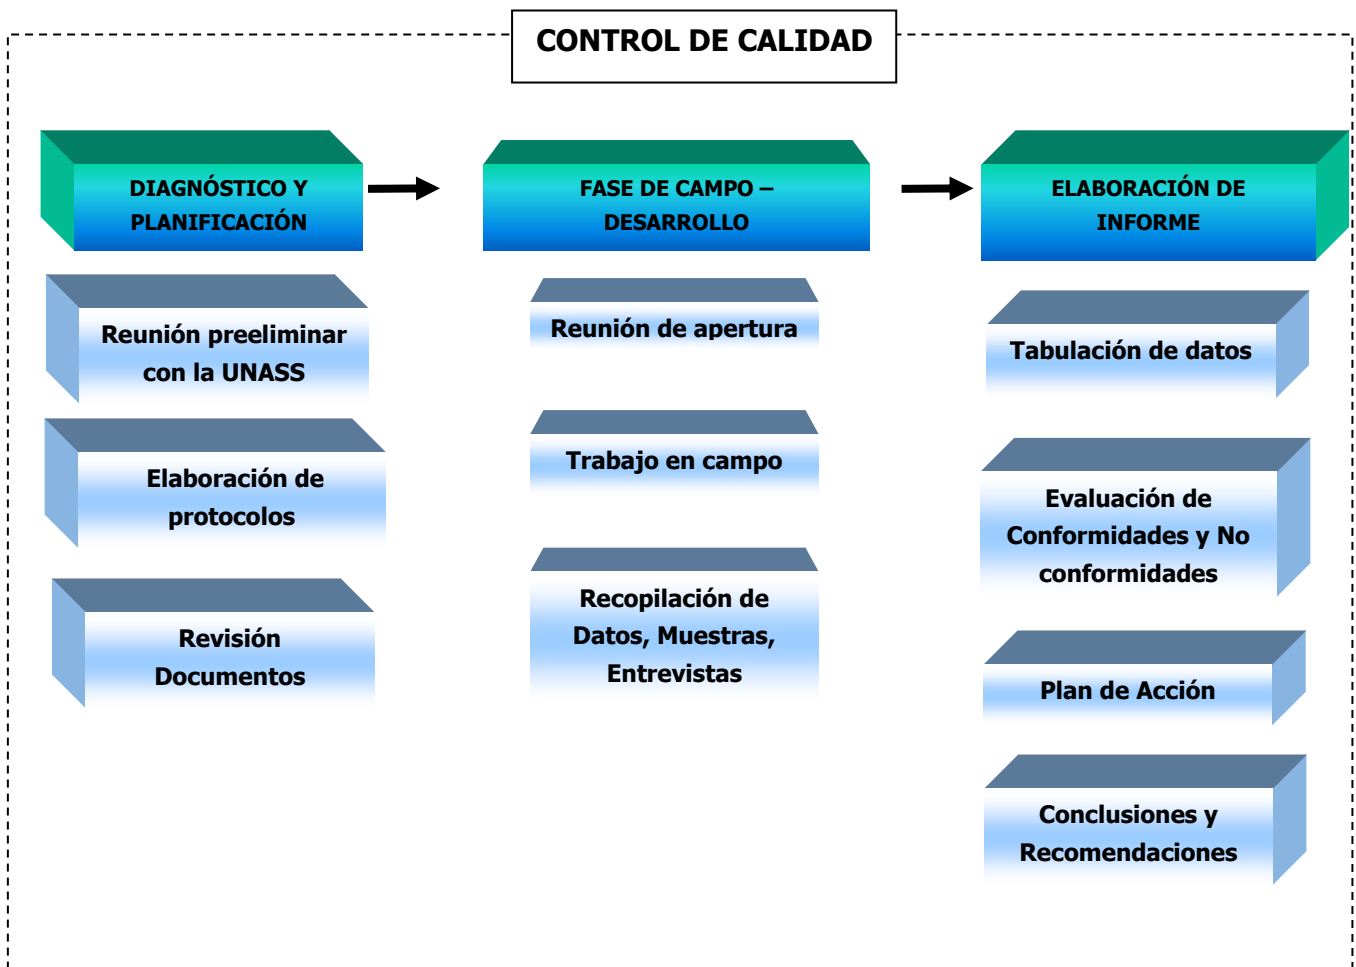 CONTROL DE CALIDAD
DIAGNÓSTICO Y
PLANIFICACIÓN
Reunión preeliminar
con la UNASS
Elaboración de
protocolos
Revisión
Documentos
FASE DE CAMPO –
DESARROLLO
Reunión de apertura
Trabajo en campo
Recopilación de
Datos, Muestras,
Entrevistas
ELABORACIÓN DE
INFORME
Tabulación de datos
Evaluación de
Conformidades y No
conformidades
Plan de Acción
Conclusiones y
Recomendaciones